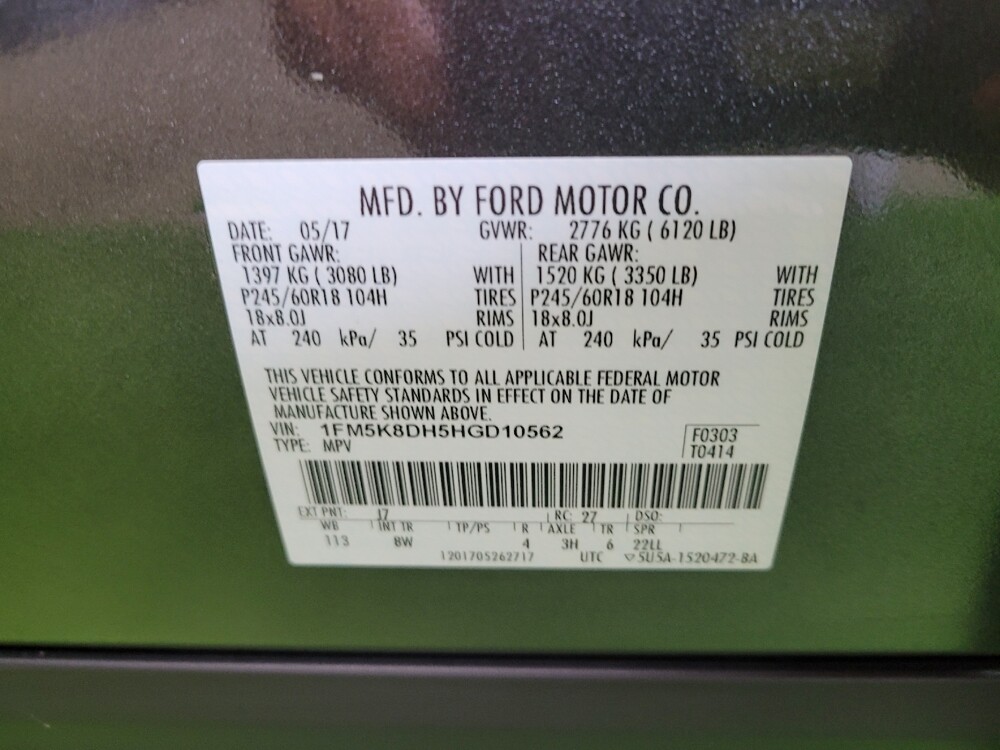 MFD. BY FORD MOTOR CO.
DATE: 05/17 GVWR: 2776 KG ( 6120 LB)
FRONT GAWR: REAR GAWR:
1397 KG ( 3080 LB) WITH 1520 KG ( 3350 LB) WITH
P245/60R18 104H TIRES P245/60R18 104H TIRES
18x8.0J RIMS 18x8.0J RIMS
AT 240 kPa/ 35 PSI COLD AT 240 kPa/ 35 PSI COLD
THIS VEHICLE CONFORMS TO ALL APPLICABLE FEDERAL MOTOR
VEHICLE SAFETY STANDARDS IN EFFECT ON THE DATE OF
MANUFACTURE SHOWN ABOVE.
VIN: 1FM5K8DH5HGD10562 F0303
TYPE: MPV T0414
EXT PNT: J7 RC: 27 DSO:
WB INT TR TP/PS R AXLE TR SPR
113 8W 4 3H 6 22LL
1201705262717 UTC ▽5U5A-1520472-BA